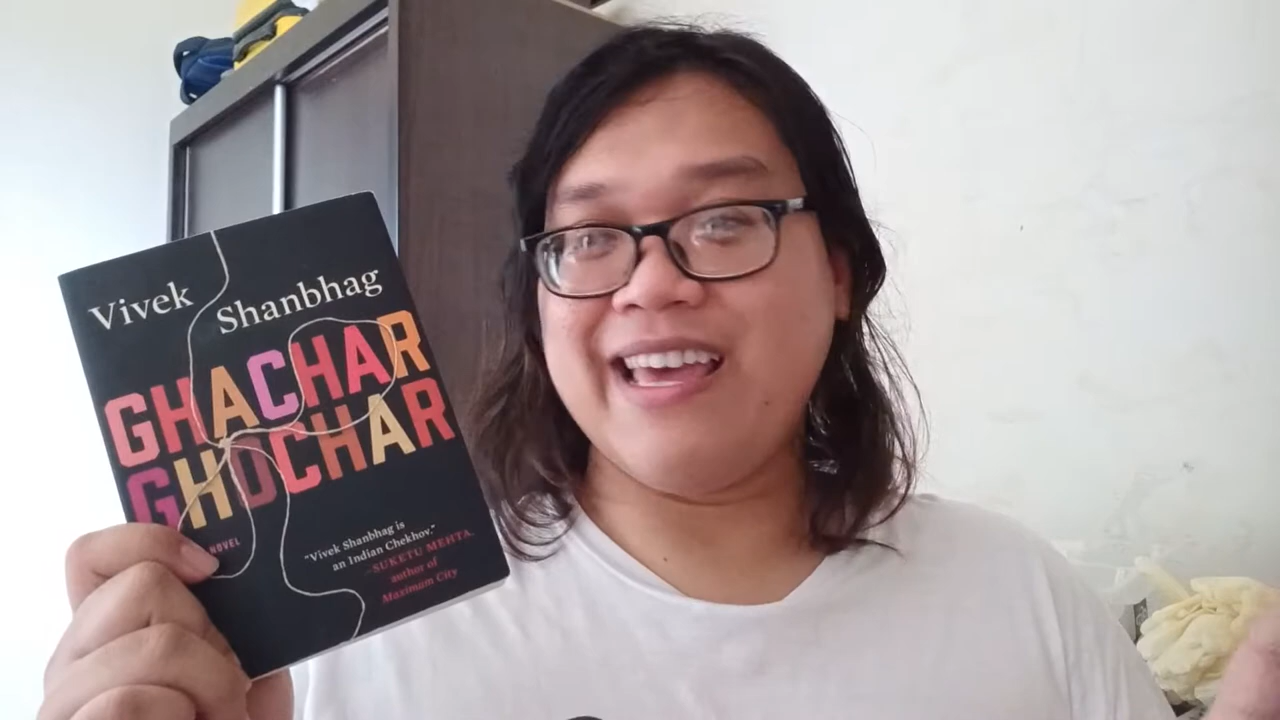 Vivek
Shanbhag
GHACHAR
GHOCHAR
NOVEL
"Vivek Shanbhag is
an Indian Chekhov."
—SUKETU MEHTA,
author of
Maximum City